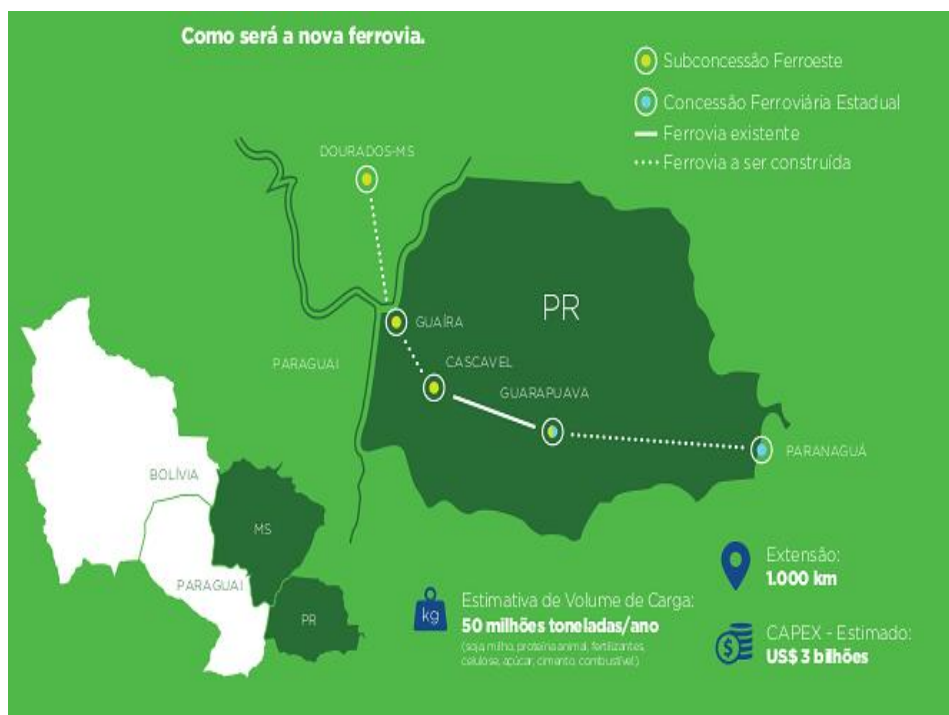 Como será a nova ferrovia.
Subconcessão Ferroeste
Concessão Ferroviária Estadual
Ferrovia existente
Ferrovia a ser construída
DOURADOS-MS
PR
GUAÍRA
PARAGUAI
CASCAVEL
GUARAPUAVA
PARANAGUÁ
BOLÍVIA
MS
PARAGUAI
PR
kg
Estimativa de Volume de Carga:
50 milhões toneladas/ano
(soja, milho, proteína animal, fertilizantes,
celulose, açúcar, cimento, combustível)
Extensão:
1.000 km
$
CAPEX - Estimado:
US$ 3 bilhões